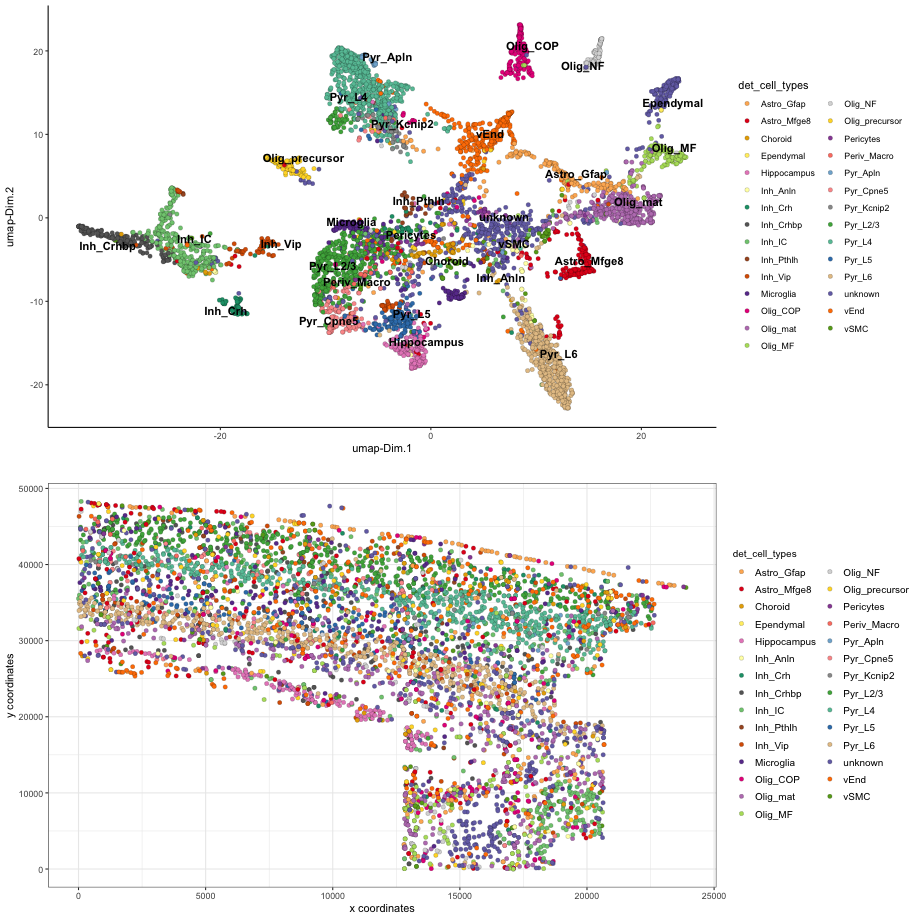 20
10
0
-10
-20
umap-Dim.2
-20
0
20
umap-Dim.1
Olig_COP
Pyr_Apln
Olig_NF
Pyr_L4
Ependymal
Pyr_Kcnip2
vEnd
Olig_MF
Olig_precursor
Astro_Gfap
Inh_Pthlh
Olig_mat
Microglia
unknown
Pericytes
Inh_IC
Inh_Crhbp
Inh_Vip
vSMC
Pyr_L2/3
Choroid
Astro_Mfge8
Periv_Macro
Inh_Anln
Inh_Crh
Pyr_Cpne5
Pyr_L5
Hippocampus
Pyr_L6
det_cell_types
Astro_Gfap
Astro_Mfge8
Choroid
Ependymal
Hippocampus
Inh_Anln
Inh_Crh
Inh_Crhbp
Inh_IC
Inh_Pthlh
Inh_Vip
Microglia
Olig_COP
Olig_mat
Olig_MF
Olig_NF
Olig_precursor
Pericytes
Periv_Macro
Pyr_Apln
Pyr_Cpne5
Pyr_Kcnip2
Pyr_L2/3
Pyr_L4
Pyr_L5
Pyr_L6
unknown
vEnd
vSMC
50000
40000
30000
20000
10000
0
y coordinates
0
5000
10000
15000
20000
25000
x coordinates
det_cell_types
Astro_Gfap
Astro_Mfge8
Choroid
Ependymal
Hippocampus
Inh_Anln
Inh_Crh
Inh_Crhbp
Inh_IC
Inh_Pthlh
Inh_Vip
Microglia
Olig_COP
Olig_mat
Olig_MF
Olig_NF
Olig_precursor
Pericytes
Periv_Macro
Pyr_Apln
Pyr_Cpne5
Pyr_Kcnip2
Pyr_L2/3
Pyr_L4
Pyr_L5
Pyr_L6
unknown
vEnd
vSMC